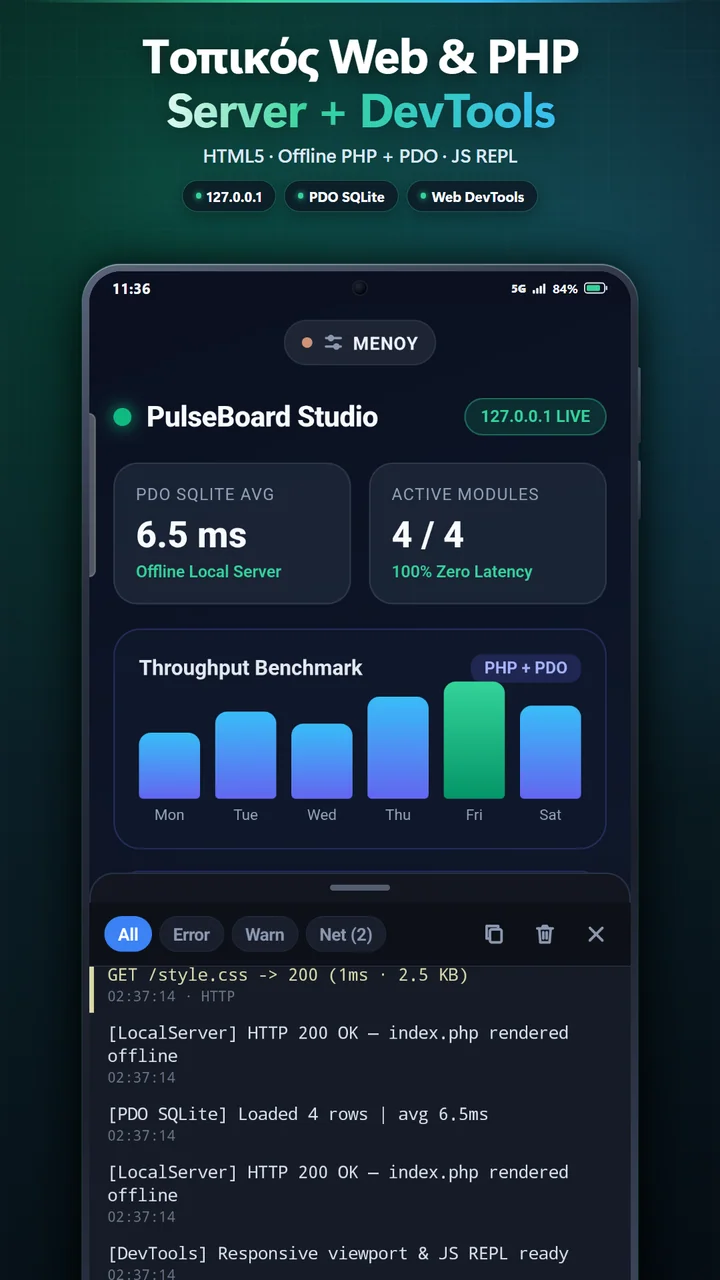 Τοπικός Web & PHP
Server + DevTools
HTML5 · Offline PHP + PDO · JS REPL
127.0.0.1
PDO SQLite
Web DevTools
11:36
5G
84%
ΜΕΝΟΥ
PulseBoard Studio
127.0.0.1 LIVE
PDO SQLITE AVG
6.5 ms
Offline Local Server
ACTIVE MODULES
4 / 4
100% Zero Latency
Throughput Benchmark
PHP + PDO
Mon
Tue
Wed
Thu
Fri
Sat
All
Error
Warn
Net (2)
GET /style.css -> 200 (1ms · 2.5 KB)
02:37:14 · HTTP
[LocalServer] HTTP 200 OK — index.php rendered
offline
02:37:14
[PDO SQLite] Loaded 4 rows | avg 6.5ms
02:37:14
[LocalServer] HTTP 200 OK — index.php rendered
offline
02:37:14
[DevTools] Responsive viewport & JS REPL ready
02:37:14